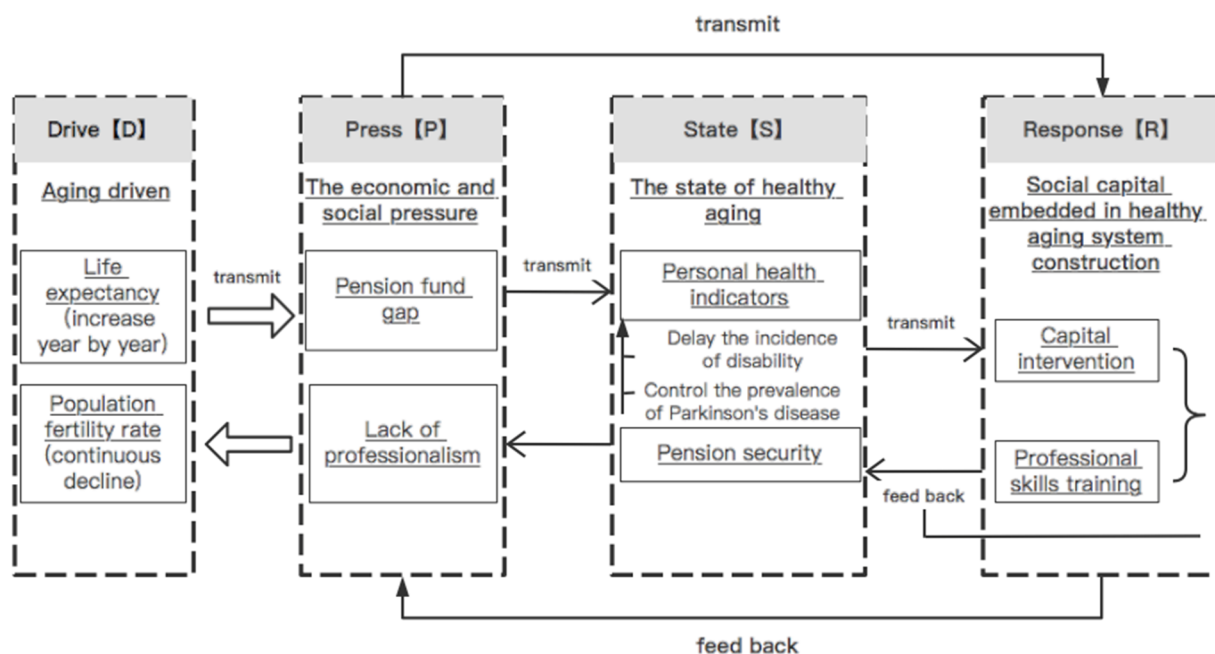 transmit
Drive【D】
Aging driven
Life
expectancy
(increase
year by year)
Population
fertility rate
(continuous
decline)
transmit
Press【P】
The economic and
social pressure
Pension fund
gap
Lack of
professionalism
transmit
State【S】
The state of healthy
aging
Personal health
indicators
Delay the incidence
of disability
Control the prevalence
of Parkinson's disease
Pension security
transmit
feed back
Response【R】
Social capital
embedded in healthy
aging system
construction
Capital
intervention
Professional
skills training
feed back